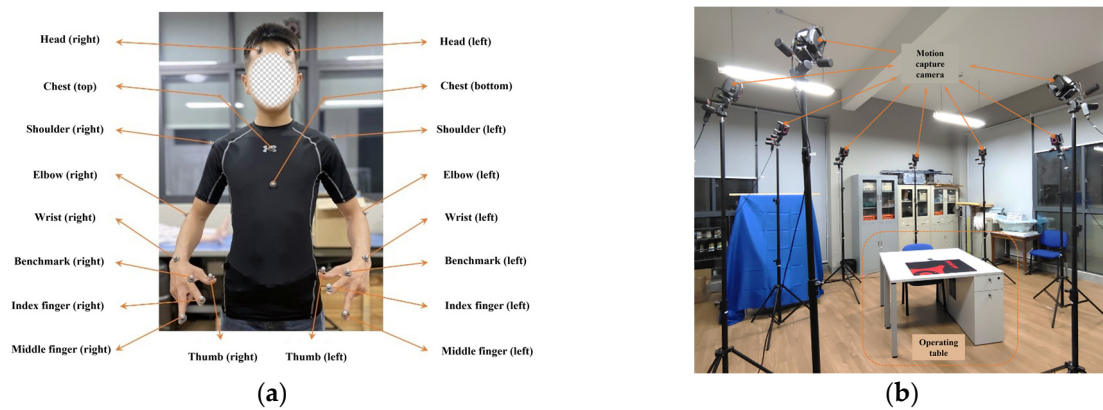 Head (right)
Head (left)
Chest (top)
Chest (bottom)
Shoulder (right)
Shoulder (left)
Elbow (right)
Elbow (left)
Wrist (right)
Wrist (left)
Benchmark (right)
Benchmark (left)
Index finger (right)
Index finger (left)
Middle finger (right)
Thumb (right)
Thumb (left)
Middle finger (left)
(a)
Motion
capture
camera
Operating
table
(b)